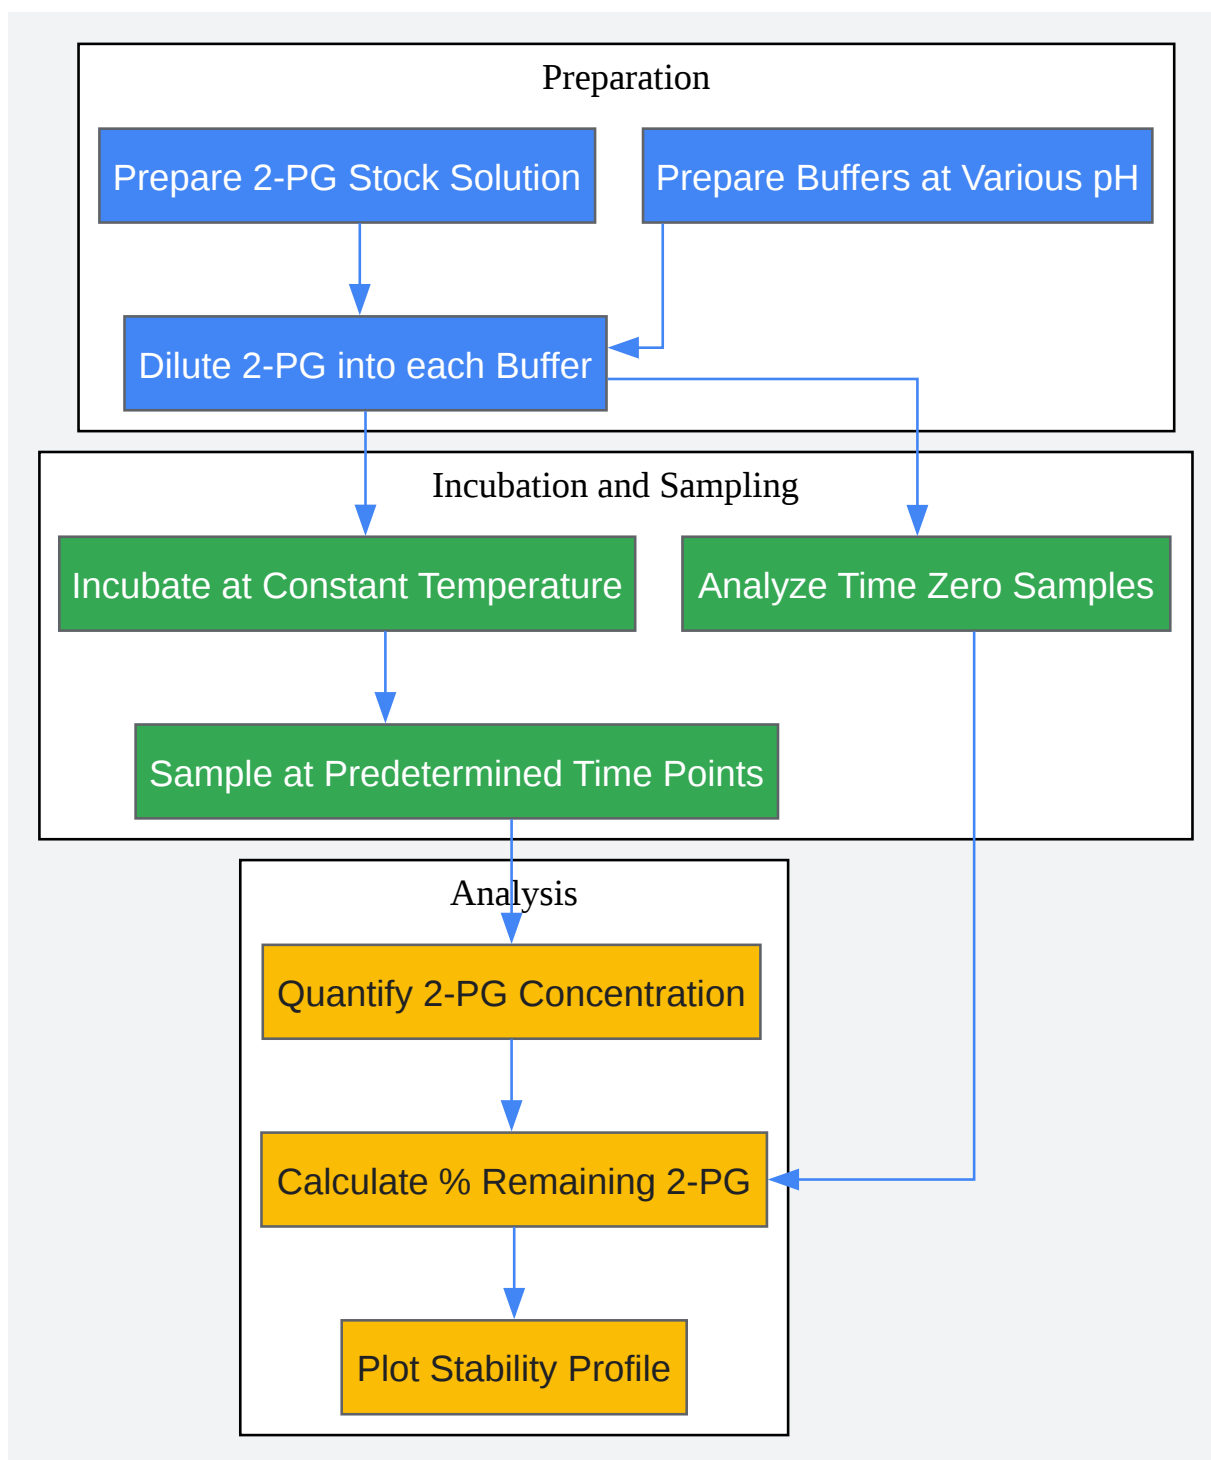 Preparation
Prepare 2-PG Stock Solution
Prepare Buffers at Various pH
Dilute 2-PG into each Buffer
Incubation and Sampling
Incubate at Constant Temperature
Analyze Time Zero Samples
Sample at Predetermined Time Points
Analysis
Quantify 2-PG Concentration
Calculate % Remaining 2-PG
Plot Stability Profile